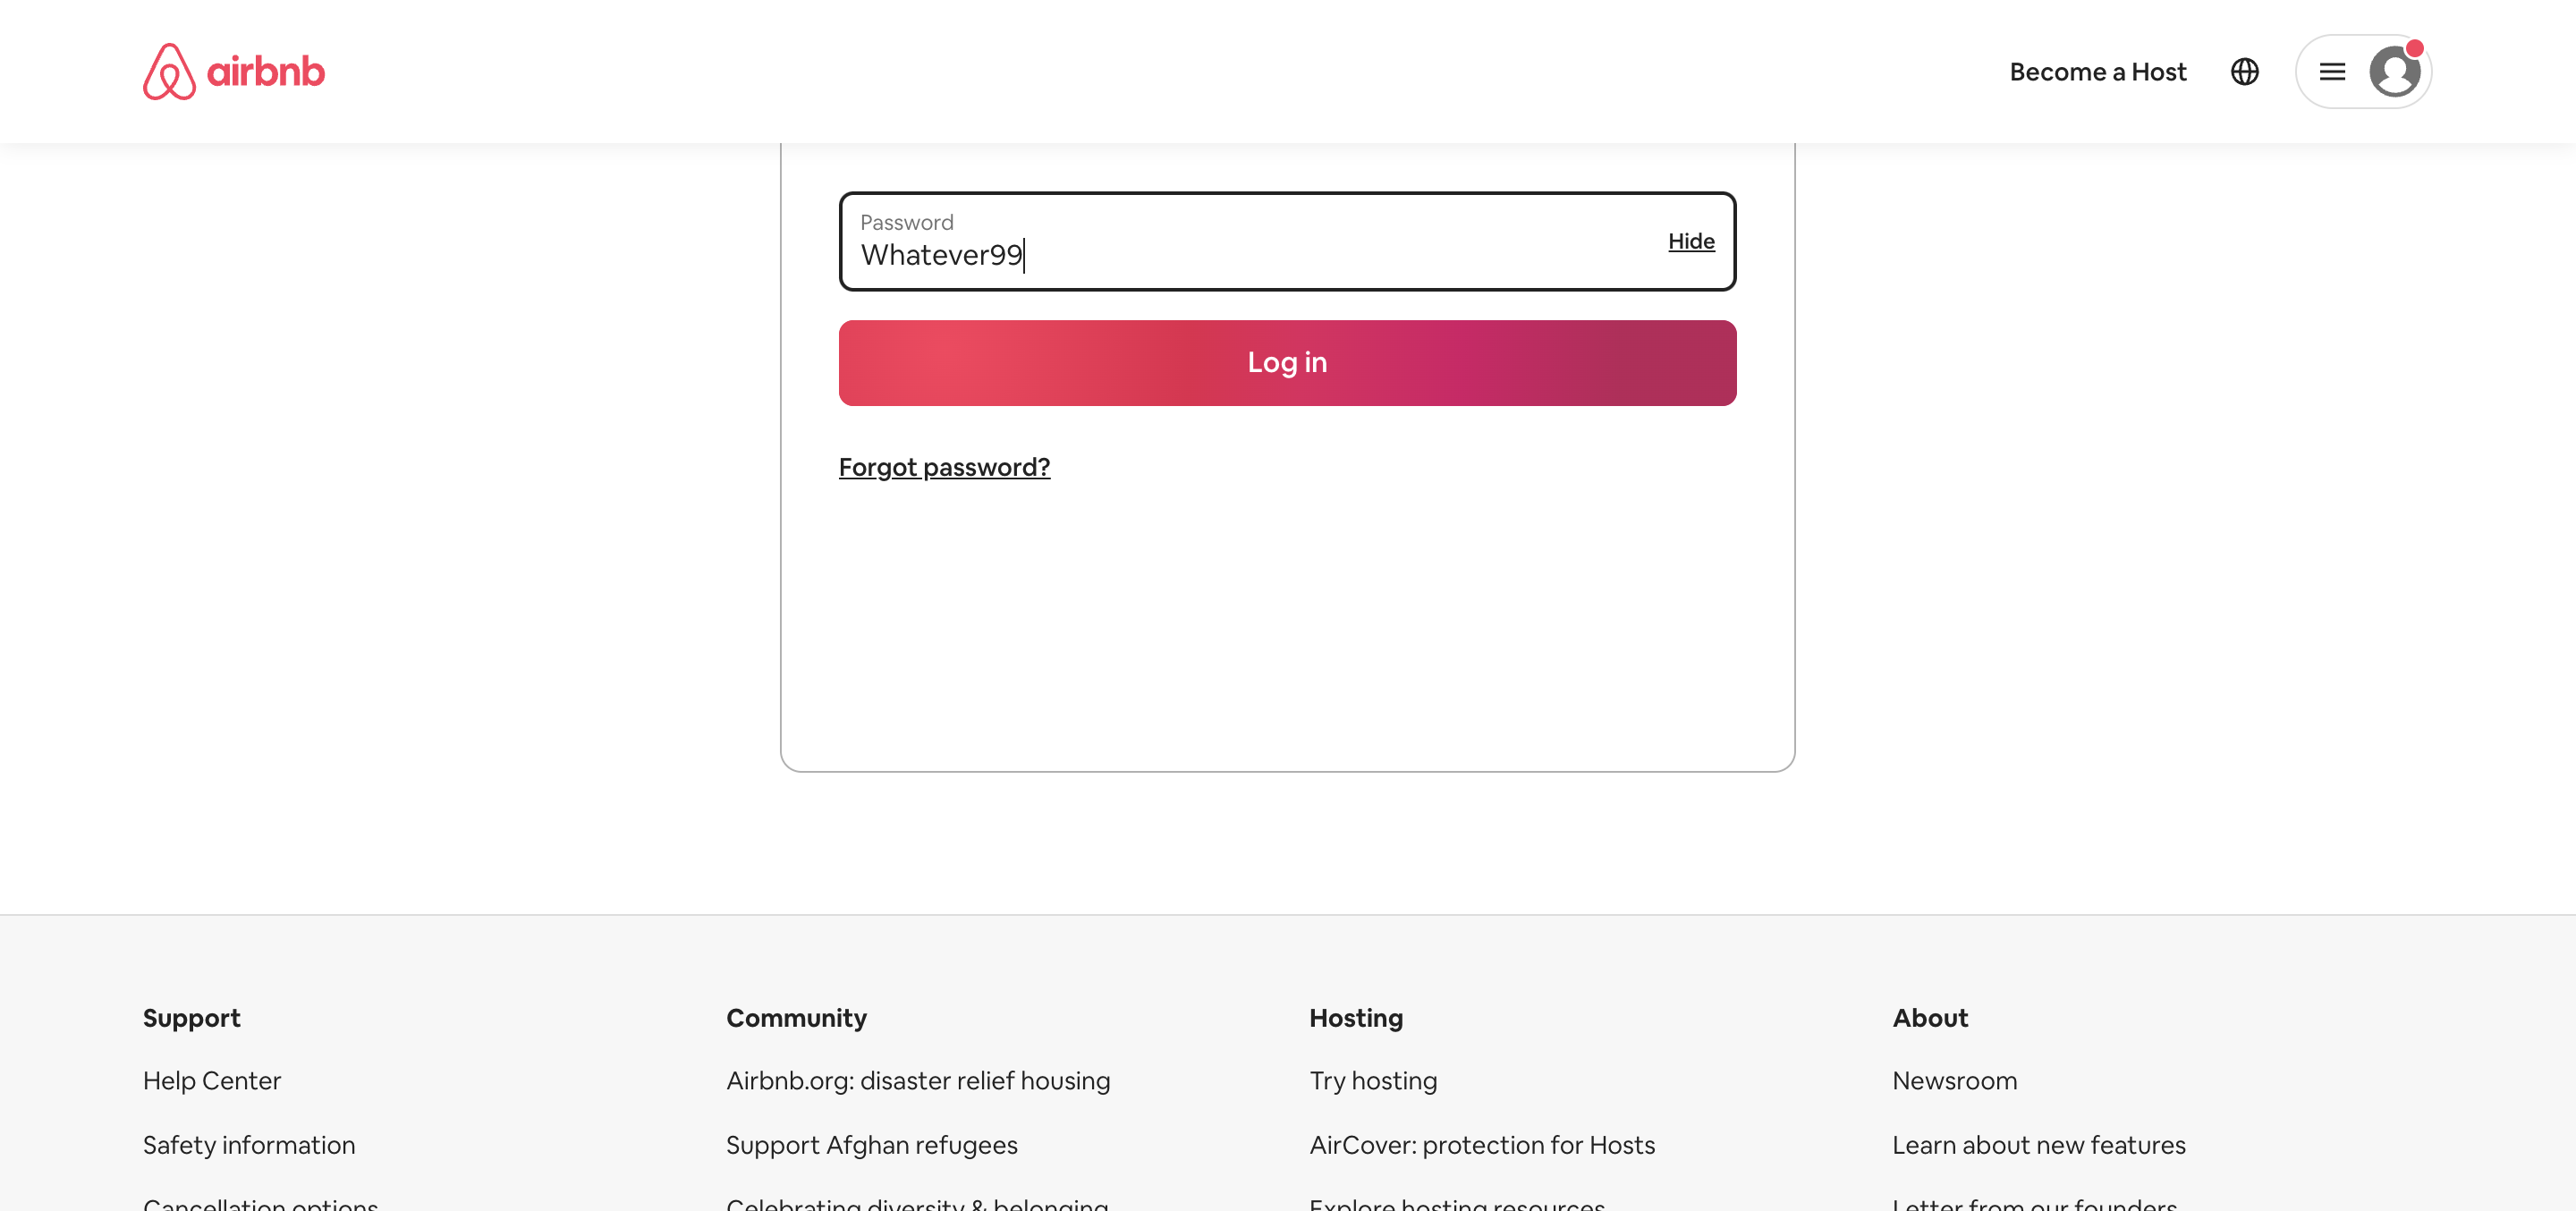 airbnb
Become a Host
Password
Whatever99
Hide
Log in
Forgot password?
Support
Community
Hosting
About
Help Center
Airbnb.org: disaster relief housing
Try hosting
Newsroom
Safety information
Support Afghan refugees
AirCover: protection for Hosts
Learn about new features
Cancellation options
Celebrating diversity & belonging
Explore hosting resources
Letter from our founders